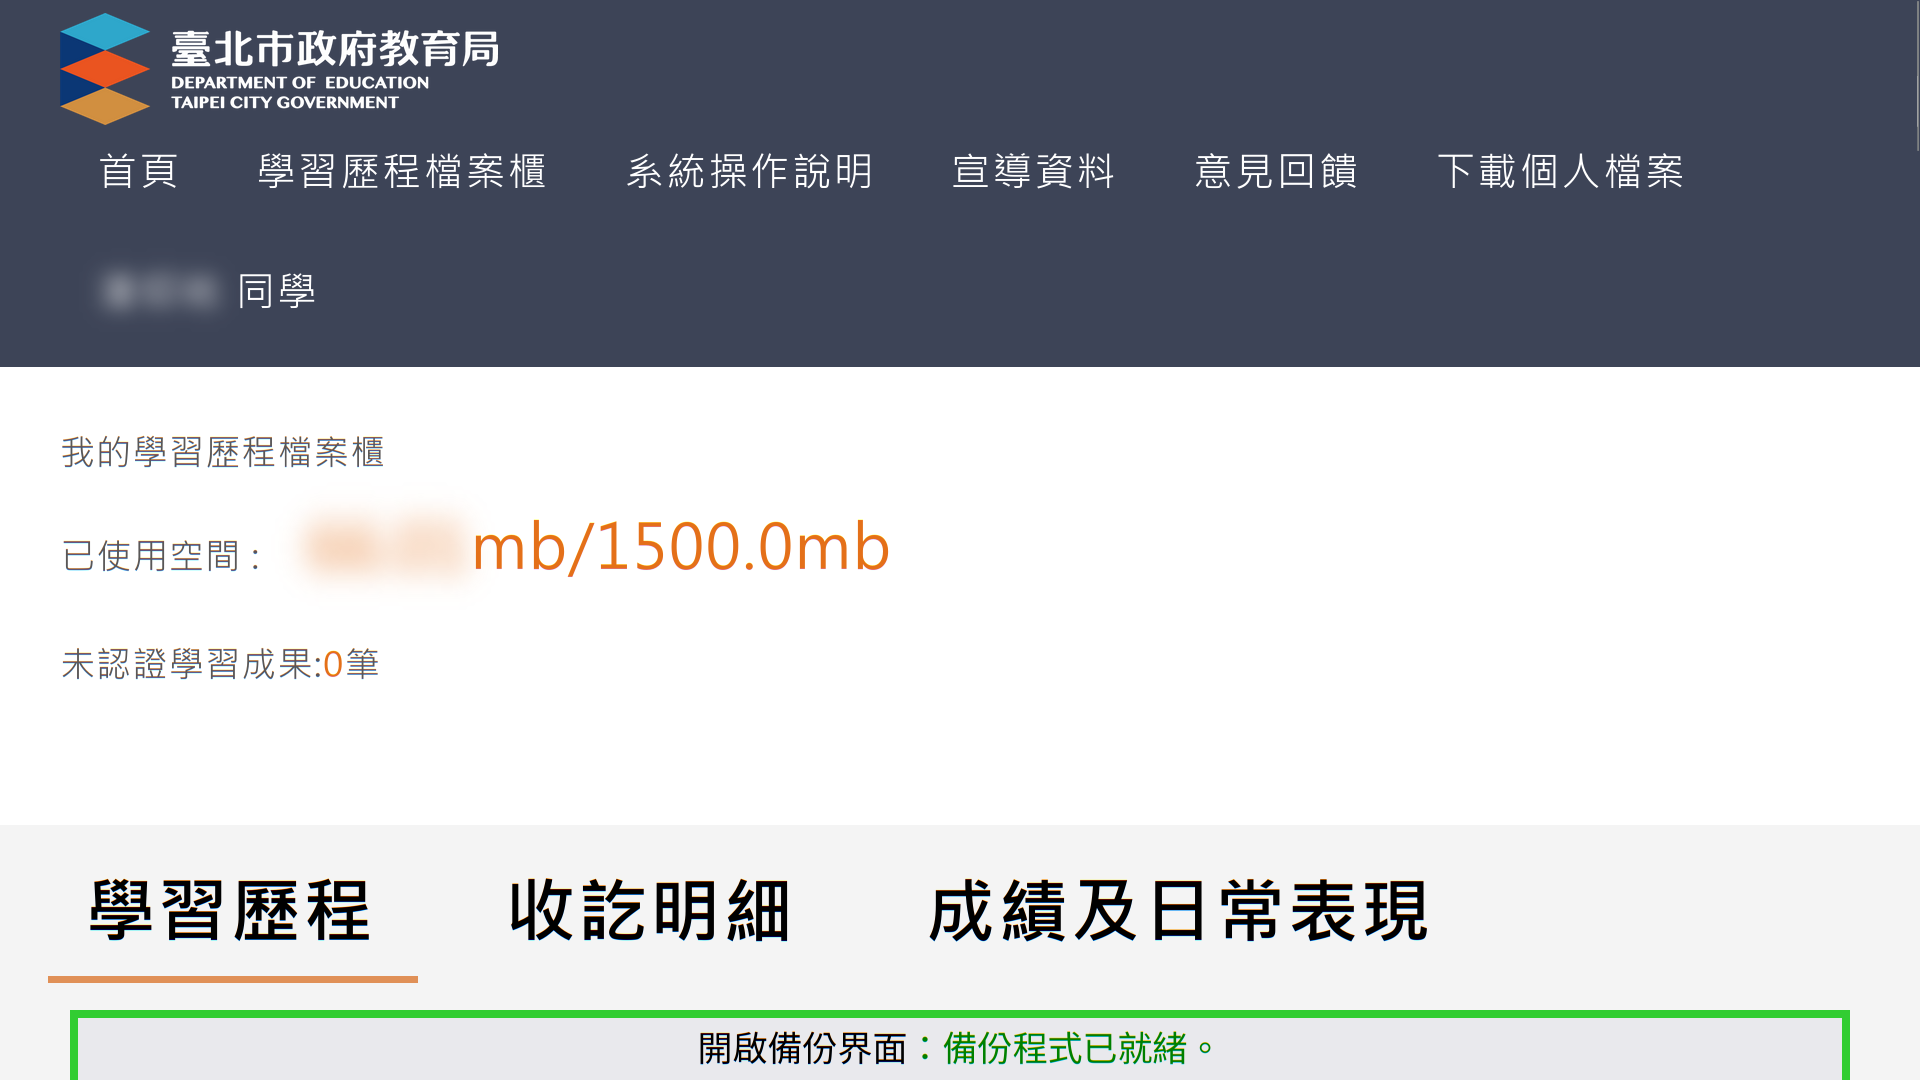 臺北市政府教育局
DEPARTMENT OF EDUCATION
TAIPEI CITY GOVERNMENT
首頁 學習歷程檔案櫃 系統操作說明 宣導資料 意見回饋 下載個人檔案
同學
我的學習歷程檔案櫃
已使用空間 : mb/1500.0mb
未認證學習成果:0筆
學習歷程 收訖明細 成績及日常表現
開啟備份界面：備份程式已就緒。